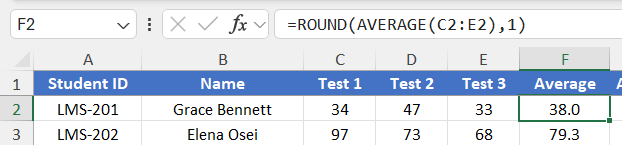 F2 fx =ROUND(AVERAGE(C2:E2),1)
A B C D E F
1 Student ID Name Test 1 Test 2 Test 3 Average
2 LMS-201 Grace Bennett 34 47 33 38.0
3 LMS-202 Elena Osei 97 73 68 79.3